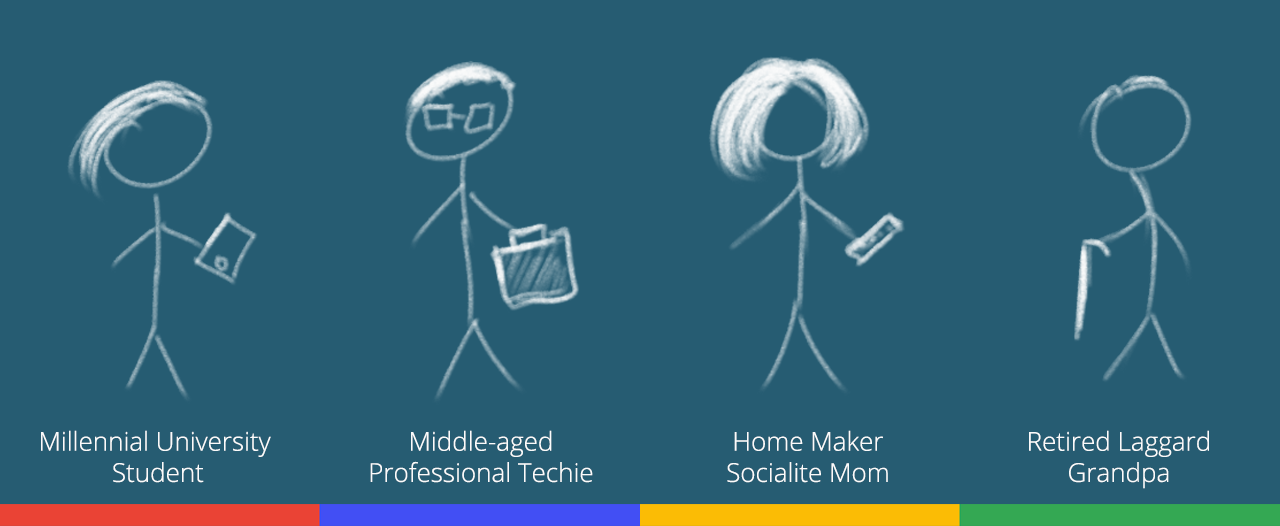 Millennial University
Student
Middle-aged
Professional Techie
Home Maker
Socialite Mom
Retired Laggard
Grandpa